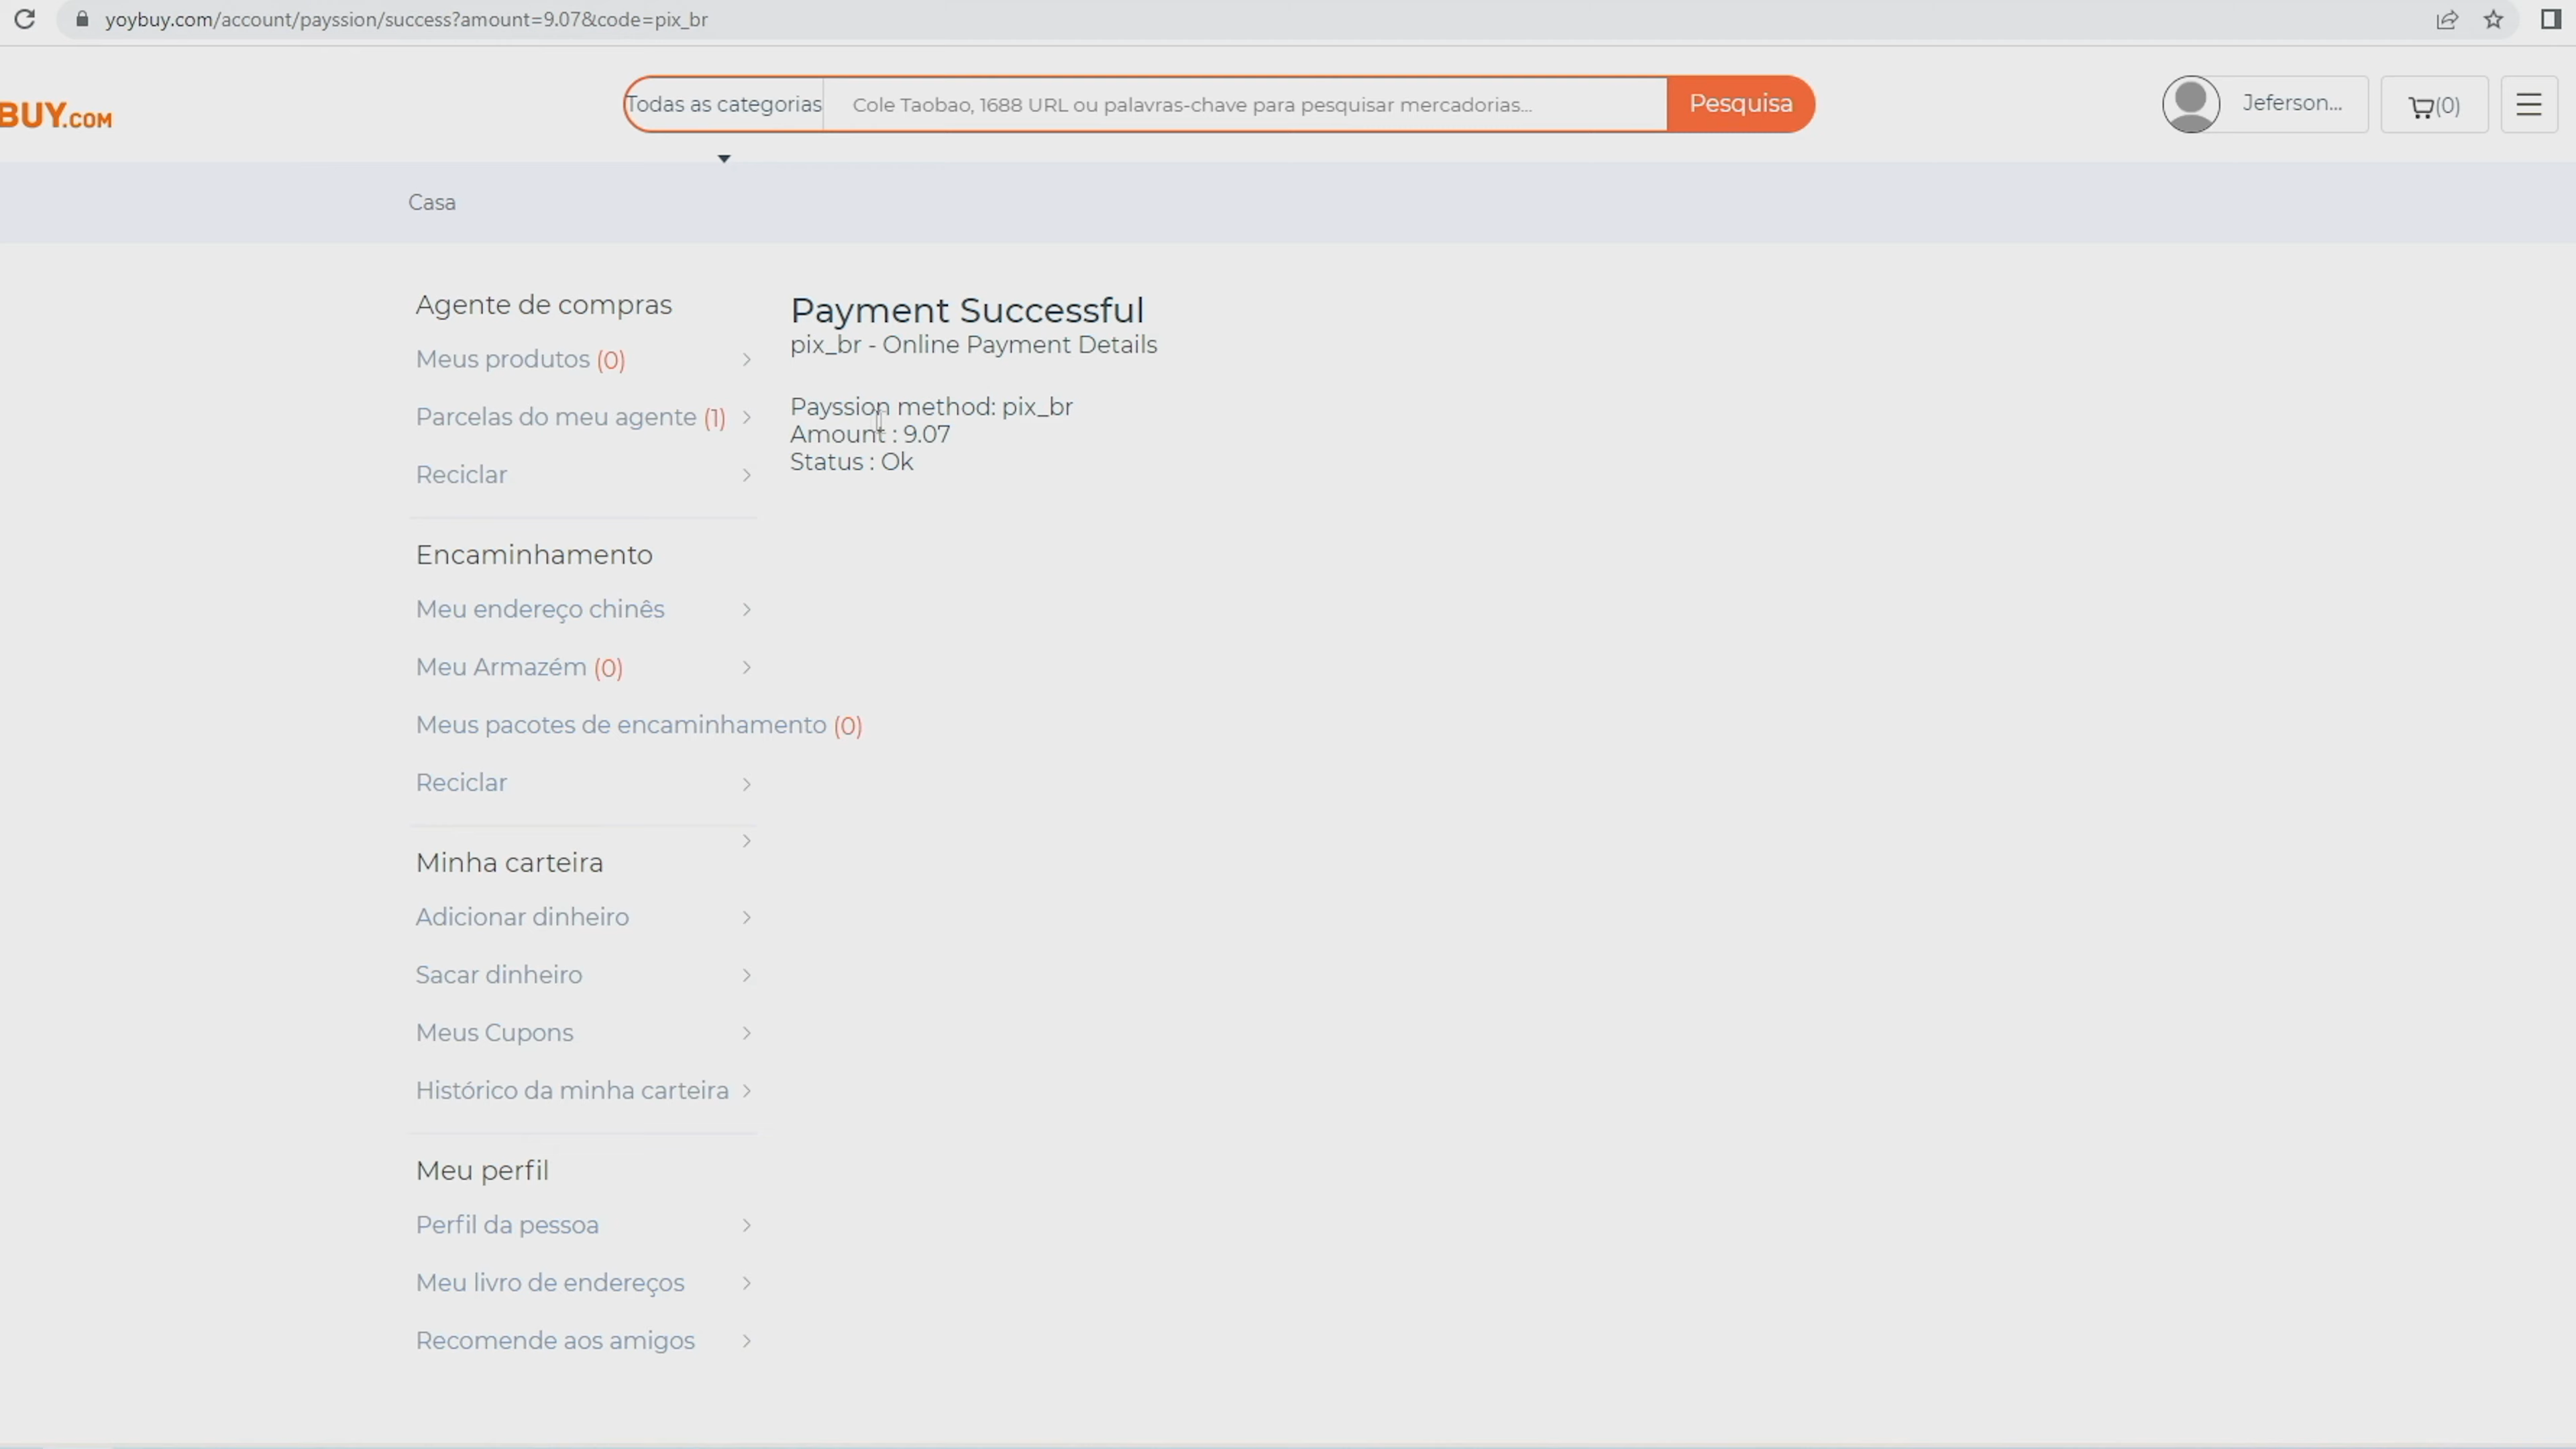 yoybuy.com/account/payssion/success?amount=9.07&code=pix_br
BUY.COM
Todas as categorias
Cole Taobao, 1688 URL ou palavras-chave para pesquisar mercadorias...
Pesquisa
Jeferson...
(0)
Casa
Agente de compras
Meus produtos (0)
Parcelas do meu agente (1)
Reciclar
Encaminhamento
Meu endereço chinês
Meu Armazém (0)
Meus pacotes de encaminhamento (0)
Reciclar
Minha carteira
Adicionar dinheiro
Sacar dinheiro
Meus Cupons
Histórico da minha carteira
Meu perfil
Perfil da pessoa
Meu livro de endereços
Recomende aos amigos
Payment Successful
pix_br - Online Payment Details
Payssion method: pix_br
Amount : 9.07
Status : Ok